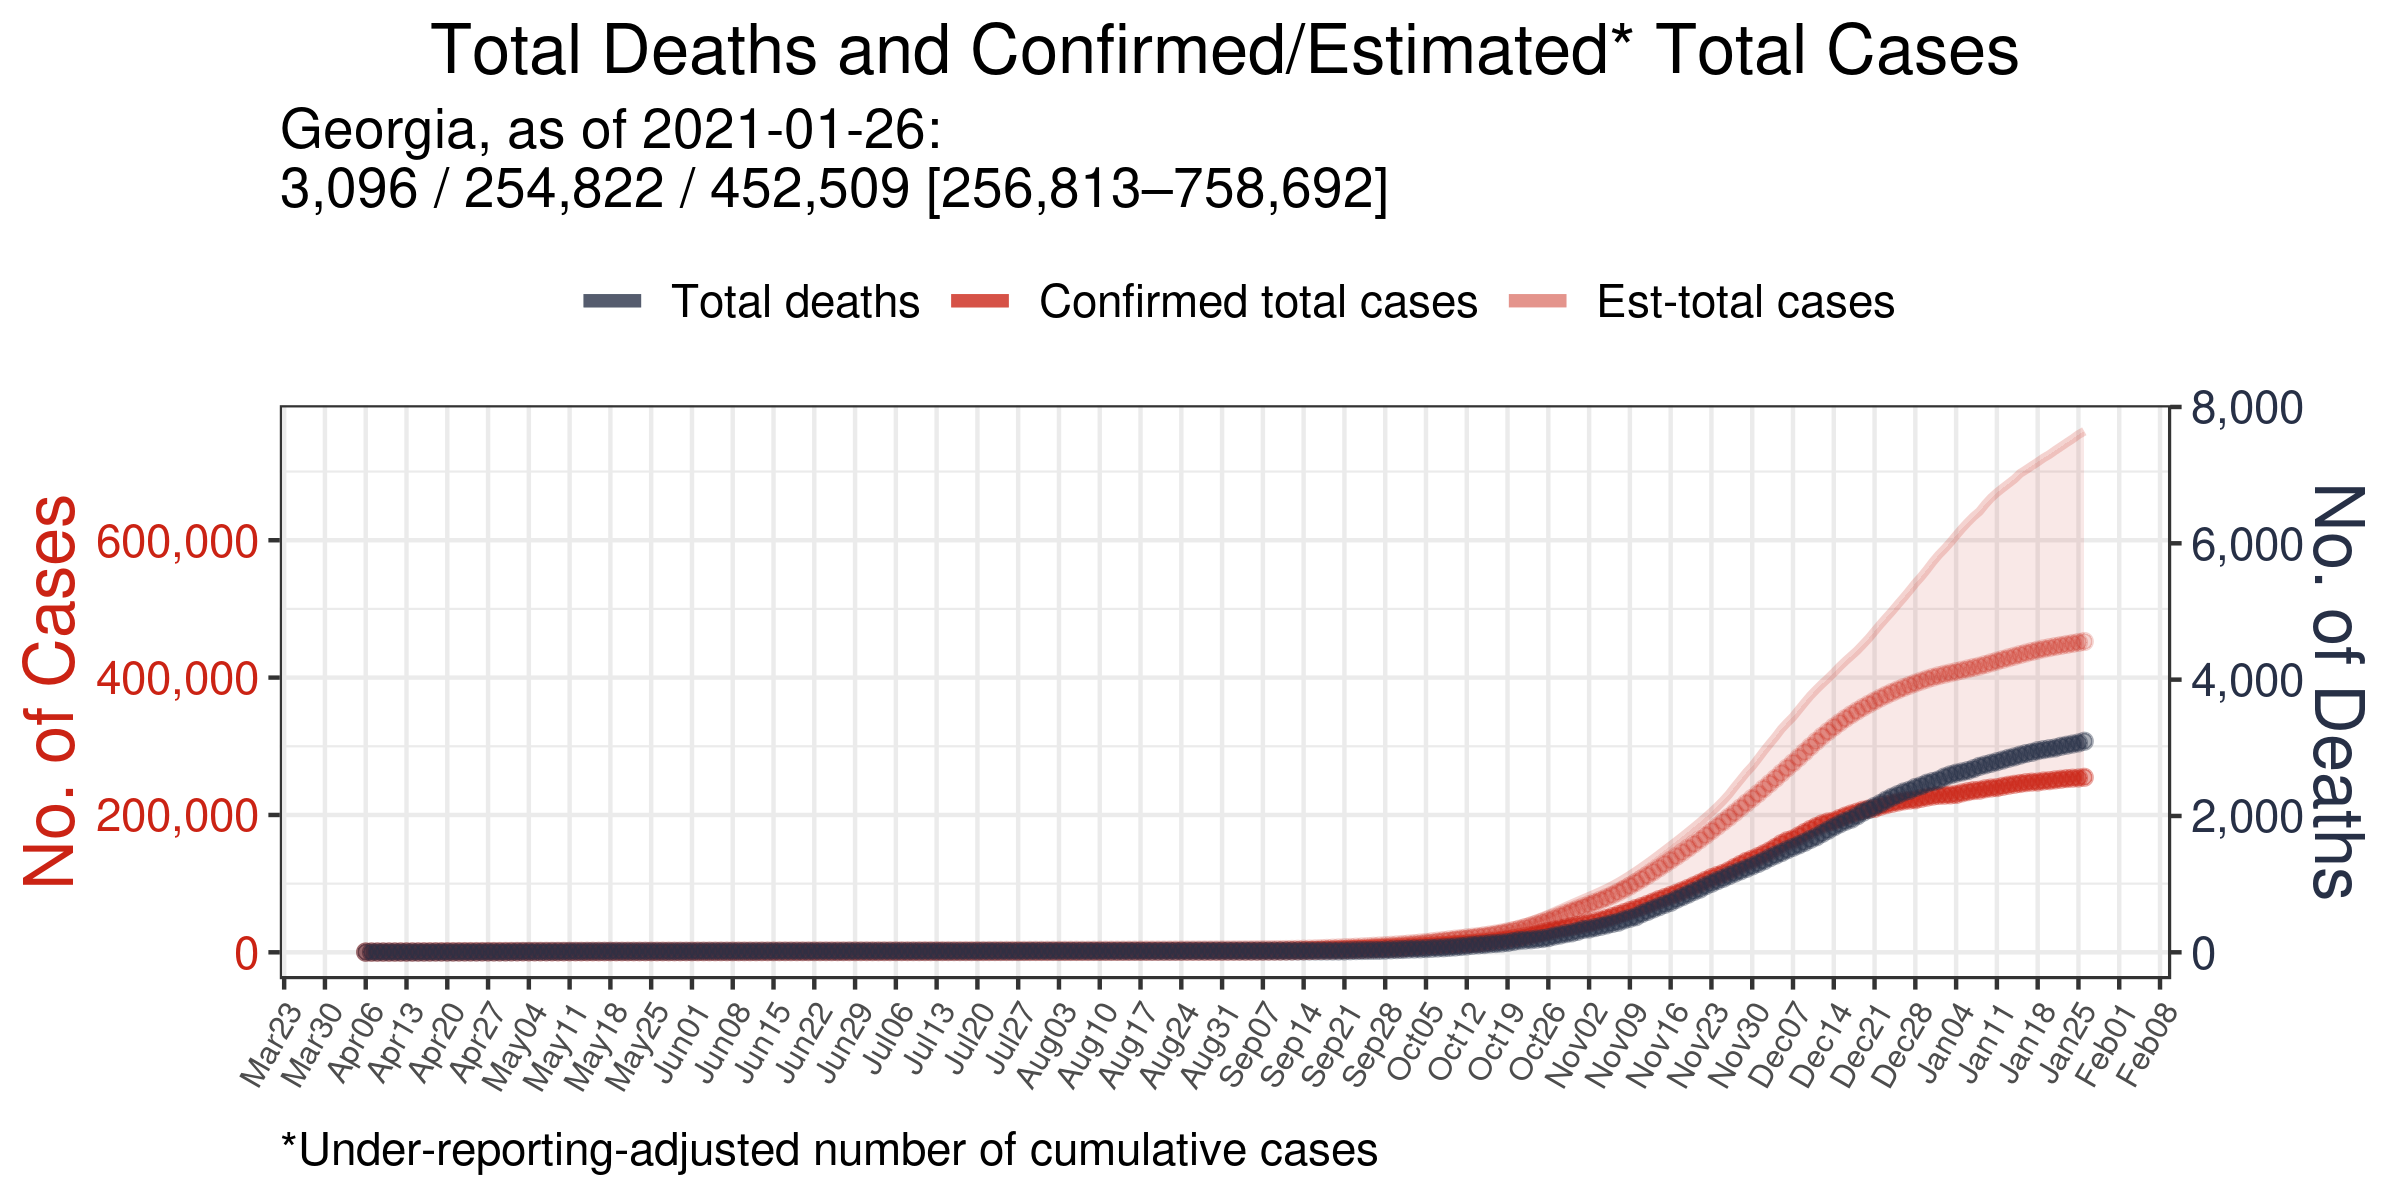 Total Deaths and Confirmed/Estimated* Total Cases
Georgia, as of 2021-01-26:
3,096 / 254,822 / 452,509 [256,813–758,692]
Total deaths
Confirmed total cases
Est-total cases
No. of Cases
600,000
400,000
200,000
0
8,000
6,000
4,000
2,000
0
No. of Deaths
Mar23
Mar30
Apr06
Apr13
Apr20
Apr27
May04
May11
May18
May25
Jun01
Jun08
Jun15
Jun22
Jun29
Jul06
Jul13
Jul20
Jul27
Aug03
Aug10
Aug17
Aug24
Aug31
Sep07
Sep14
Sep21
Sep28
Oct05
Oct12
Oct19
Oct26
Nov02
Nov09
Nov16
Nov23
Nov30
Dec07
Dec14
Dec21
Dec28
Jan04
Jan11
Jan18
Jan25
Feb01
Feb08
*Under-reporting-adjusted number of cumulative cases